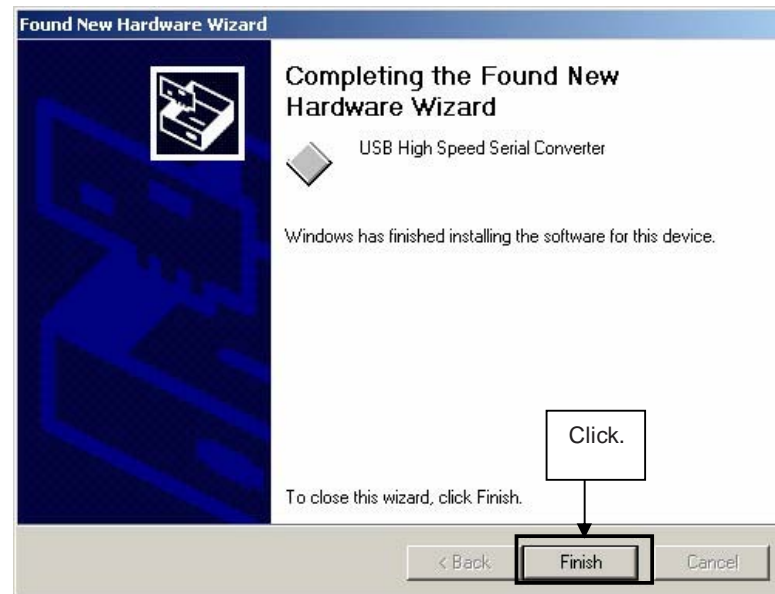 Found New Hardware Wizard
Completing the Found New
Hardware Wizard
USB High Speed Serial Converter
Windows has finished installing the software for this device.
Click.
To close this wizard, click Finish.
< Back
Finish
Cancel